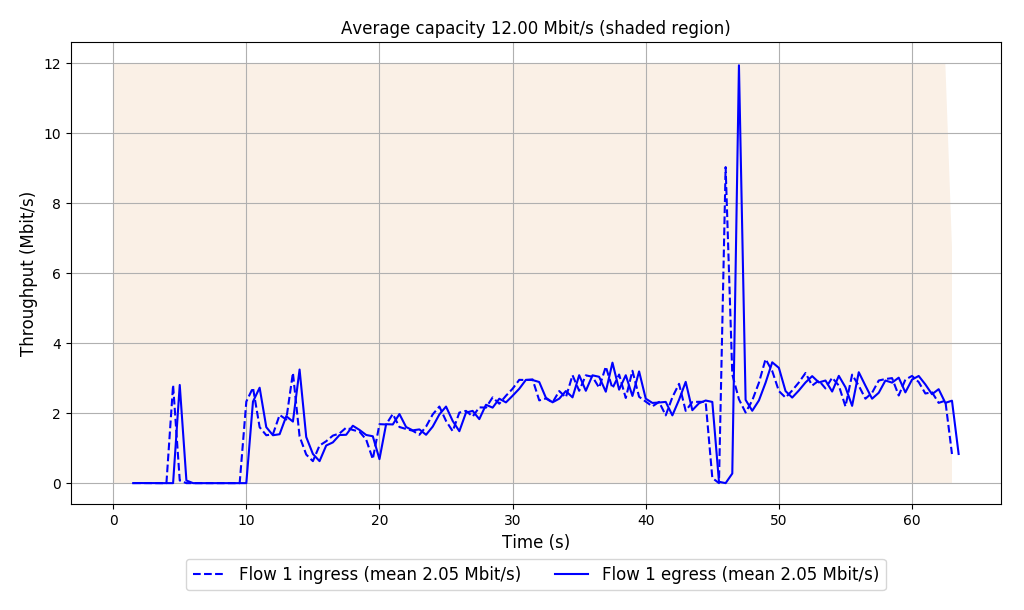 Average capacity 12.00 Mbit/s (shaded region)
Throughput (Mbit/s)
12
10
8
6
4
2
0
0 10 20 30 40 50 60
Time (s)
Flow 1 ingress (mean 2.05 Mbit/s) Flow 1 egress (mean 2.05 Mbit/s)